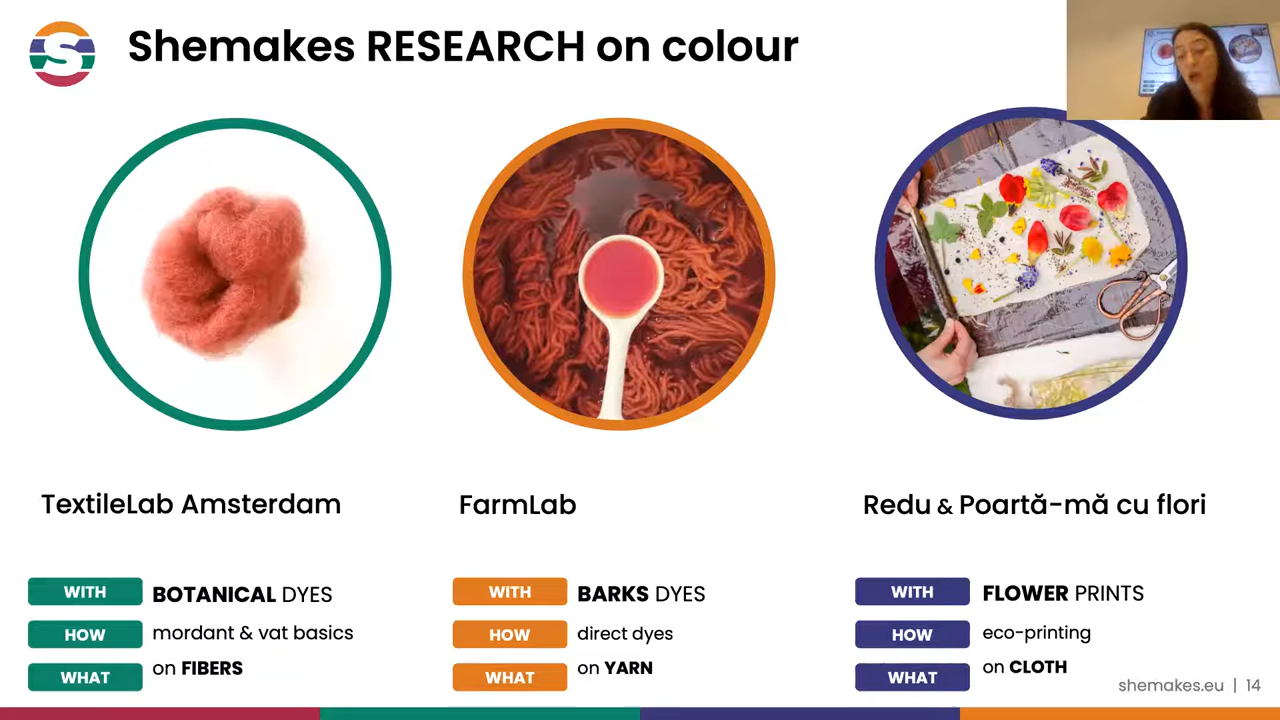 S
Shemakes RESEARCH on colour
TextileLab Amsterdam
WITH BOTANICAL DYES
HOW mordant & vat basics
WHAT on FIBERS
FarmLab
WITH BARKS DYES
HOW direct dyes
WHAT on YARN
Redu & Poartă-mă cu flori
WITH FLOWER PRINTS
HOW eco-printing
WHAT on CLOTH
shemakes.eu | 14